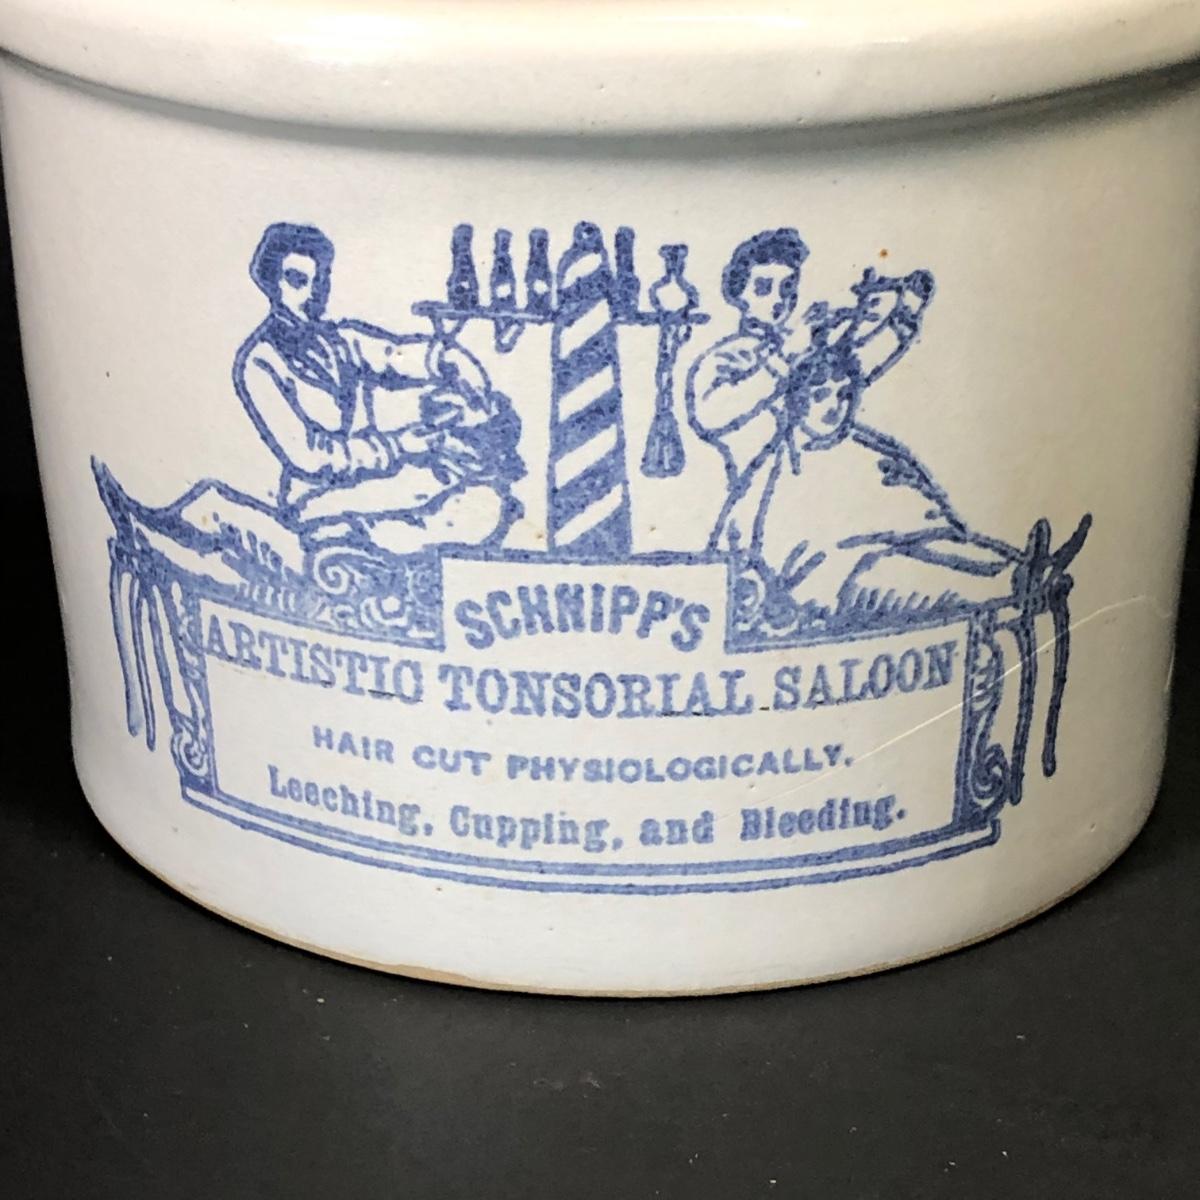 SCHNIPP'S
ARTISTIC TONSORIAL SALOON
HAIR CUT PHYSIOLOGICALLY.
Leeching, Cupping, and Bleeding.